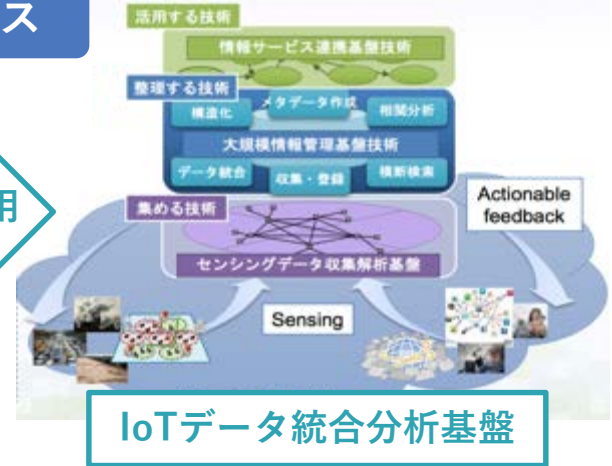 ス
活用する技術
情報サービス連携基盤技術
整理する技術
構造化
メタデータ作成
相関分析
大規模情報管理基盤技術
データ統合
収集・登録
横断検索
用
集める技術
センシングデータ収集解析基盤
Actionable
feedback
Sensing
IoTデータ統合分析基盤